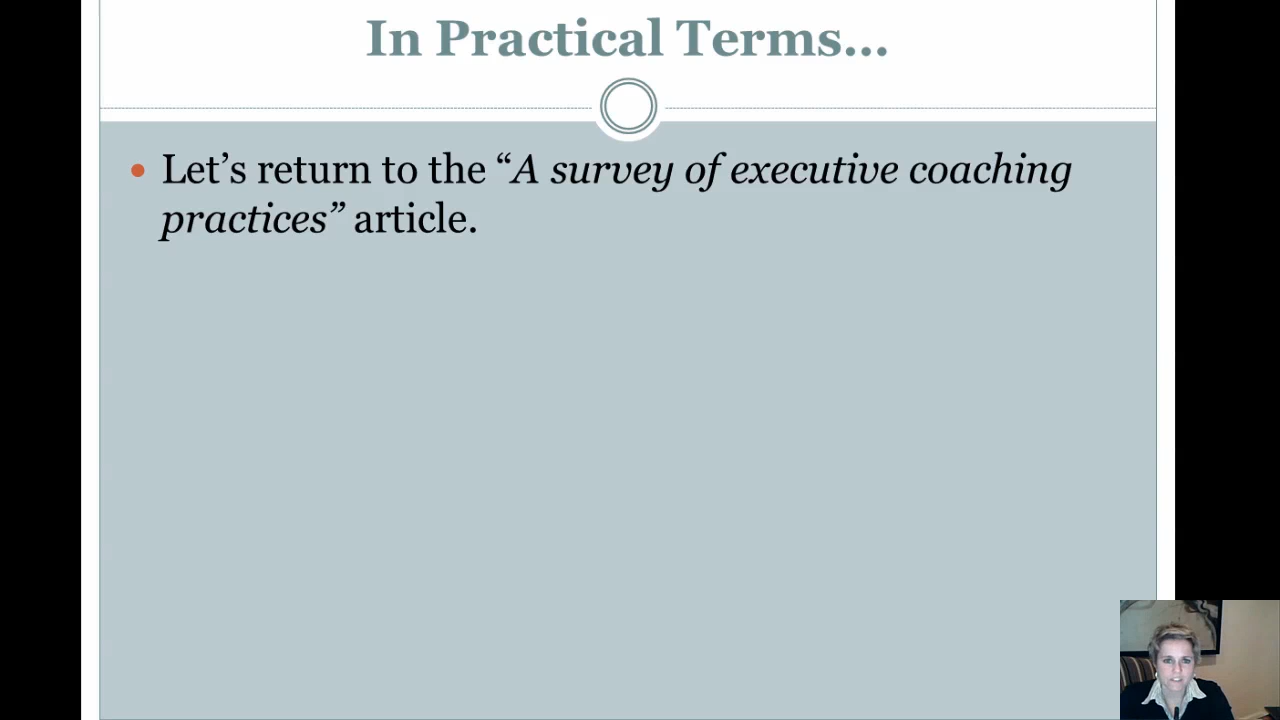 In Practical Terms...
• Let’s return to the “A survey of executive coaching
practices” article.